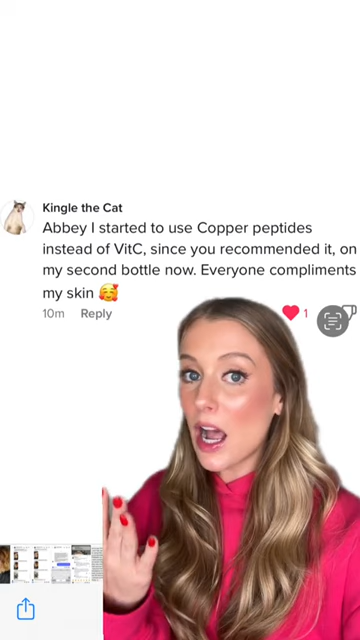 Kingle the Cat
Abbey I started to use Copper peptides
instead of VitC, since you recommended it, on
my second bottle now. Everyone compliments
my skin 🥰
10m Reply 1